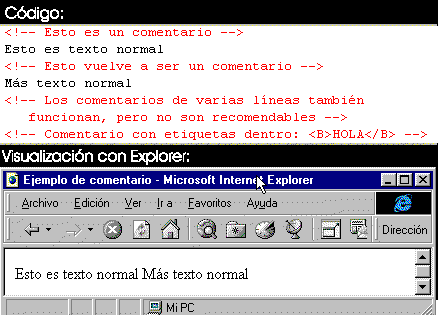 Código:
<!-- Esto es un comentario -->
Esto es texto normal
<!-- Esto vuelve a ser un comentario -->
Más texto normal
<!-- Los comentarios de varias líneas también
funcionan, pero no son recomendables -->
<!-- Comentario con etiquetas dentro: <B>HOLA</B> -->
Visualización con Explorer:
Ejemplo de comentario - Microsoft Internet Explorer
Archivo Edición Ver Ir a Favoritos Ayuda
Dirección
Esto es texto normal Más texto normal
Mi PC